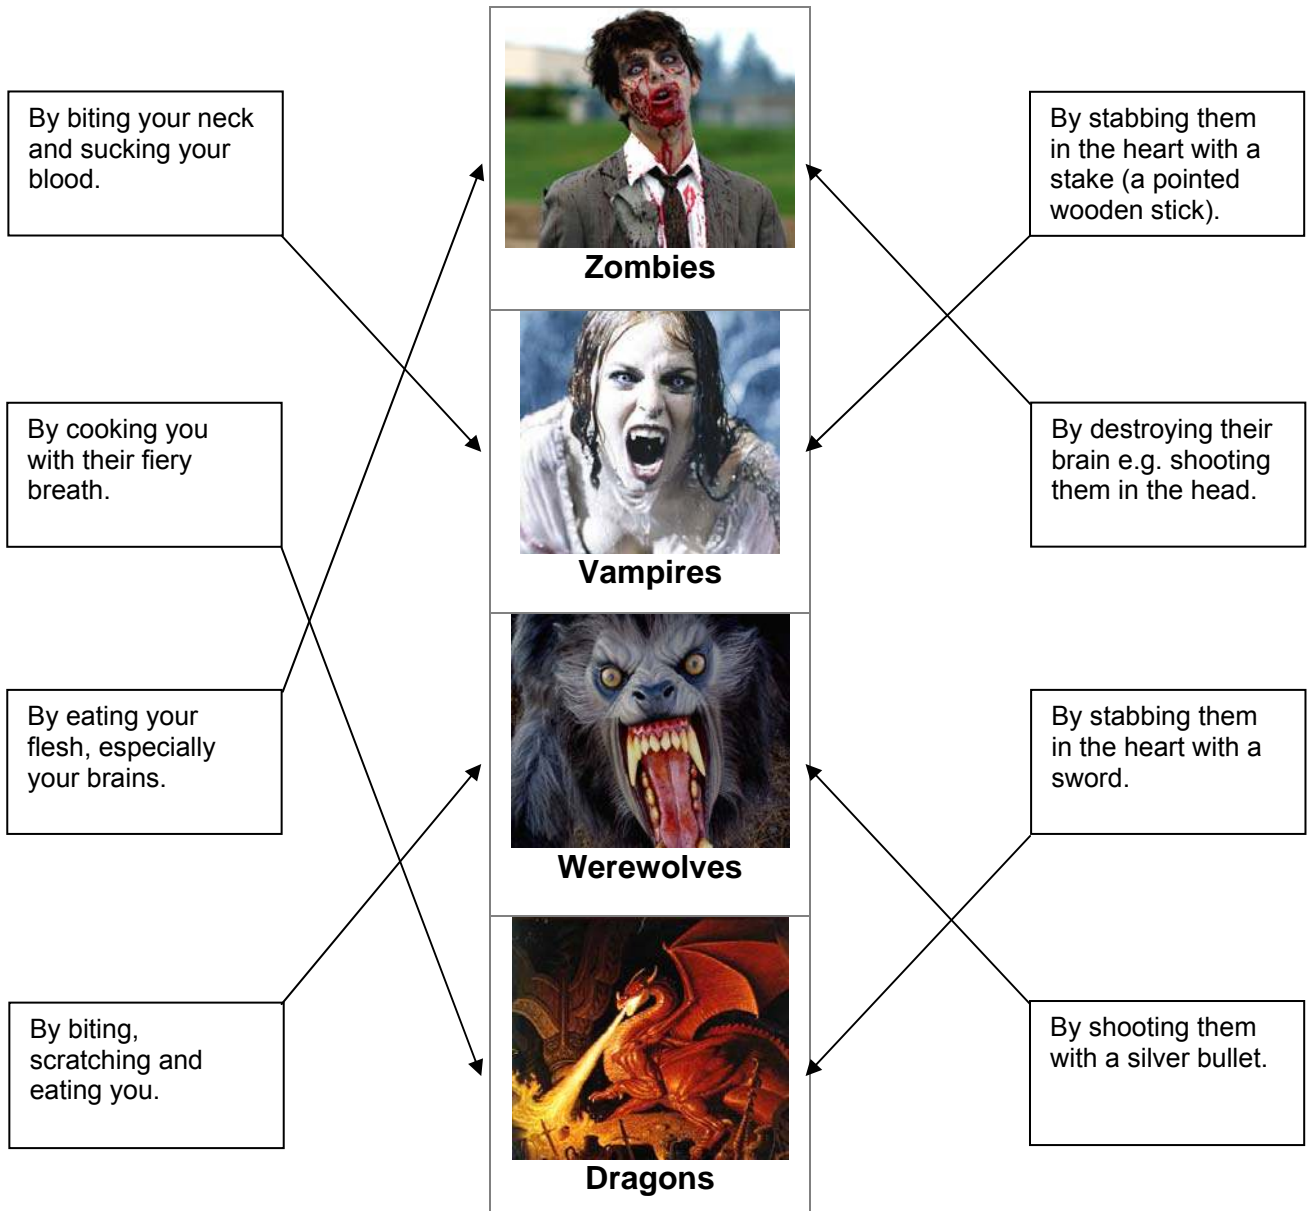 By biting your neck
and sucking your
blood.
By cooking you
with their fiery
breath.
By eating your
flesh, especially
your brains.
By biting,
scratching and
eating you.
Zombies
Vampires
Werewolves
Dragons
By stabbing them
in the heart with a
stake (a pointed
wooden stick).
By destroying their
brain e.g. shooting
them in the head.
By stabbing them
in the heart with a
sword.
By shooting them
with a silver bullet.